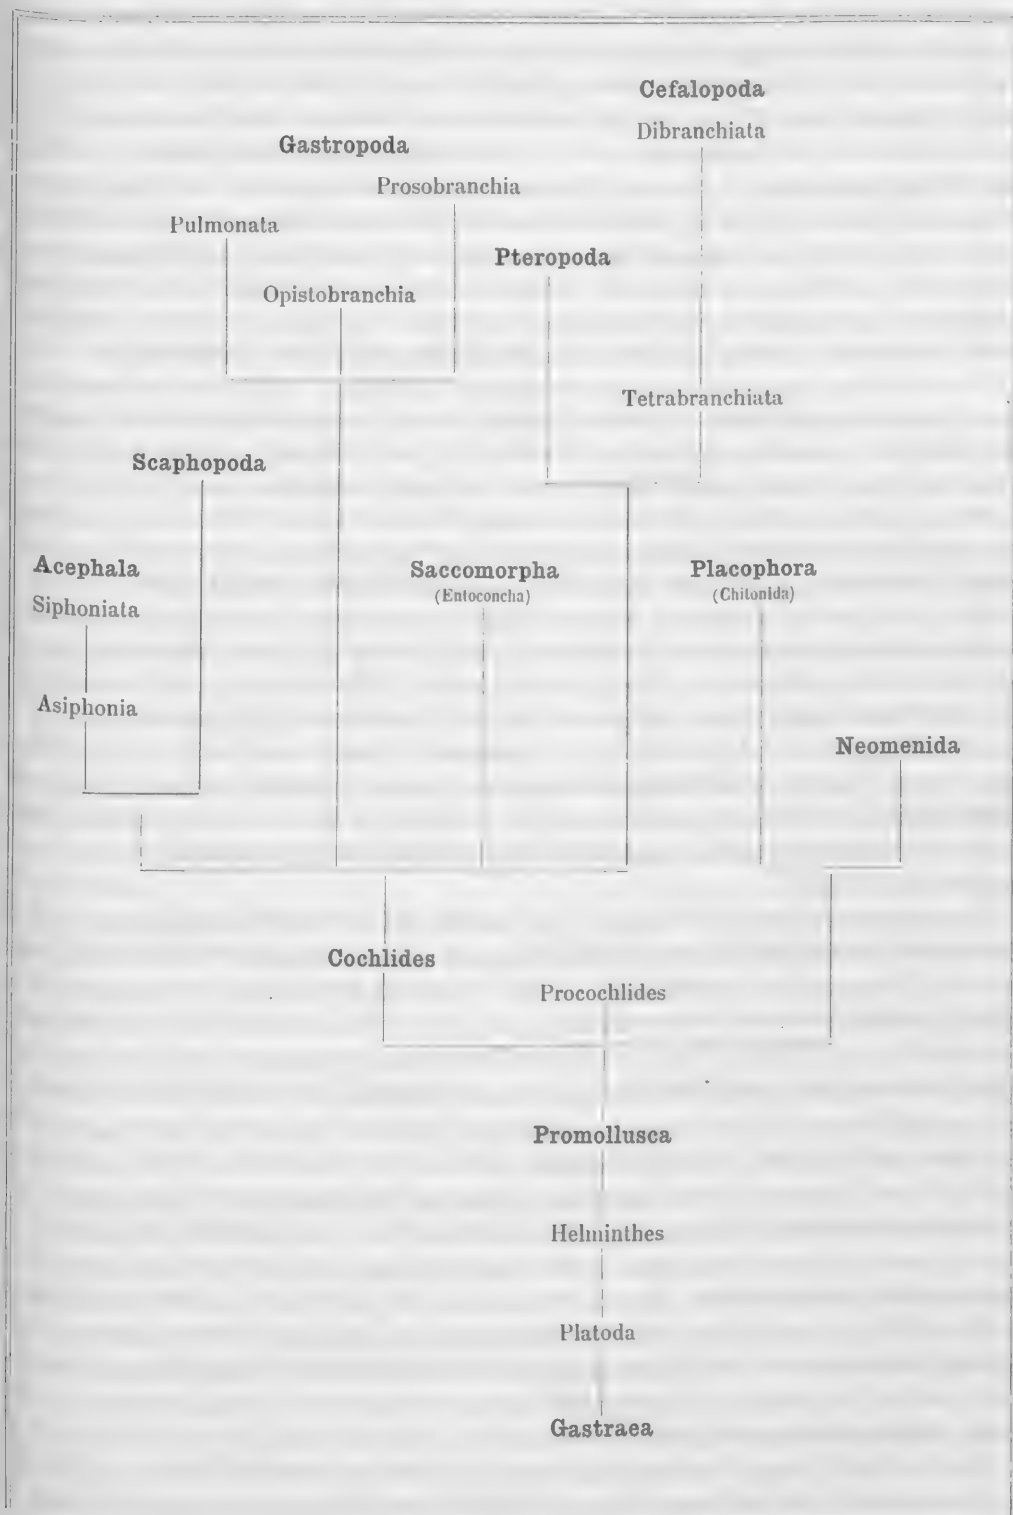 Cefalopoda
Dibranchiata
Gastropoda
Prosobranchia
Pulmonata
Pteropoda
Opistobranchia
Tetrabranchiata
Scaphopoda
Acephala
Siphoniata
Saccomorpha
(Entoconcha)
Placophora
(Chitonida)
Asiphonia
Neomenida
Cochlides
Procochlides
Promollusca
Helminthes
Platoda
Gastraea